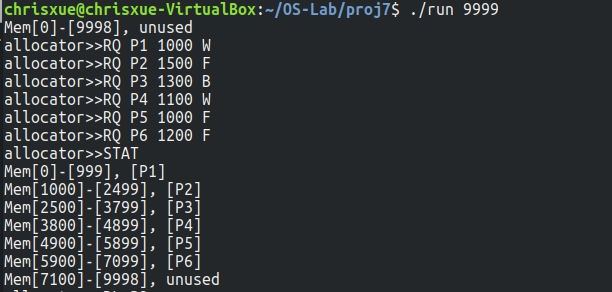 chrisxue@chrisxue-VirtualBox:~/OS-Lab/proj7$ ./run 9999
Mem[0]-[9998], unused
allocator>>RQ P1 1000 W
allocator>>RQ P2 1500 F
allocator>>RQ P3 1300 B
allocator>>RQ P4 1100 W
allocator>>RQ P5 1000 F
allocator>>RQ P6 1200 F
allocator>>STAT
Mem[0]-[999], [P1]
Mem[1000]-[2499], [P2]
Mem[2500]-[3799], [P3]
Mem[3800]-[4899], [P4]
Mem[4900]-[5899], [P5]
Mem[5900]-[7099], [P6]
Mem[7100]-[9998], unused